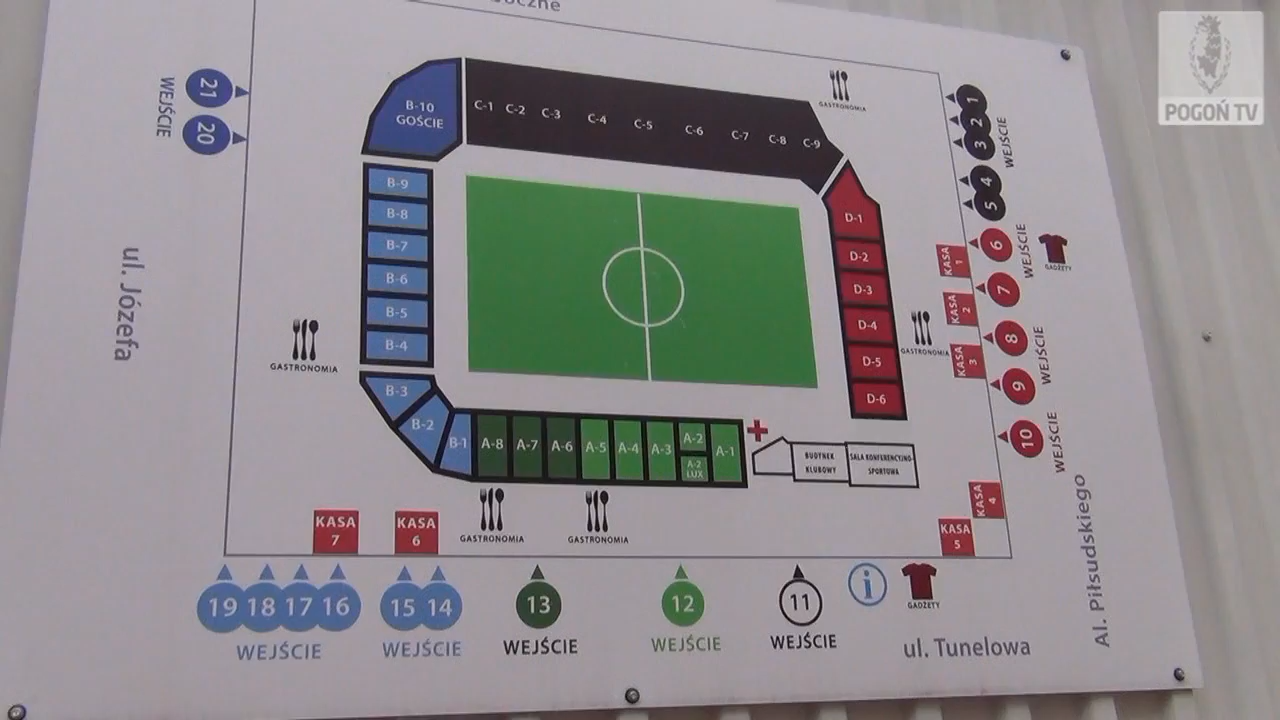 POGOŃ TV
21
20
WEJŚCIE
B-10
GOŚCIE
C-1
C-2
C-3
C-4
C-5
C-6
C-7
C-8
C-9
GASTRONOMIA
1
2
3
4
5
WEJŚCIE
B-9
B-8
B-7
B-6
B-5
B-4
B-3
B-2
B-1
D-1
D-2
D-3
D-4
D-5
D-6
KASA
1
KASA
2
KASA
3
6
7
WEJŚCIE
GADŻETY
8
9
WEJŚCIE
10
WEJŚCIE
GASTRONOMIA
ul. Józefa
GASTRONOMIA
A-8
A-7
A-6
A-5
A-4
A-3
A-2
A-2
LUX
A-1
BUDYNEK
KLUBOWY
SALA KONFERENCYJNO-
SPORTOWA
GASTRONOMIA
GASTRONOMIA
KASA
7
KASA
6
KASA
4
KASA
5
19
18
17
16
WEJŚCIE
15
14
WEJŚCIE
13
WEJŚCIE
12
WEJŚCIE
11
WEJŚCIE
i
GADŻETY
ul. Tunelowa
Al. Piłsudskiego